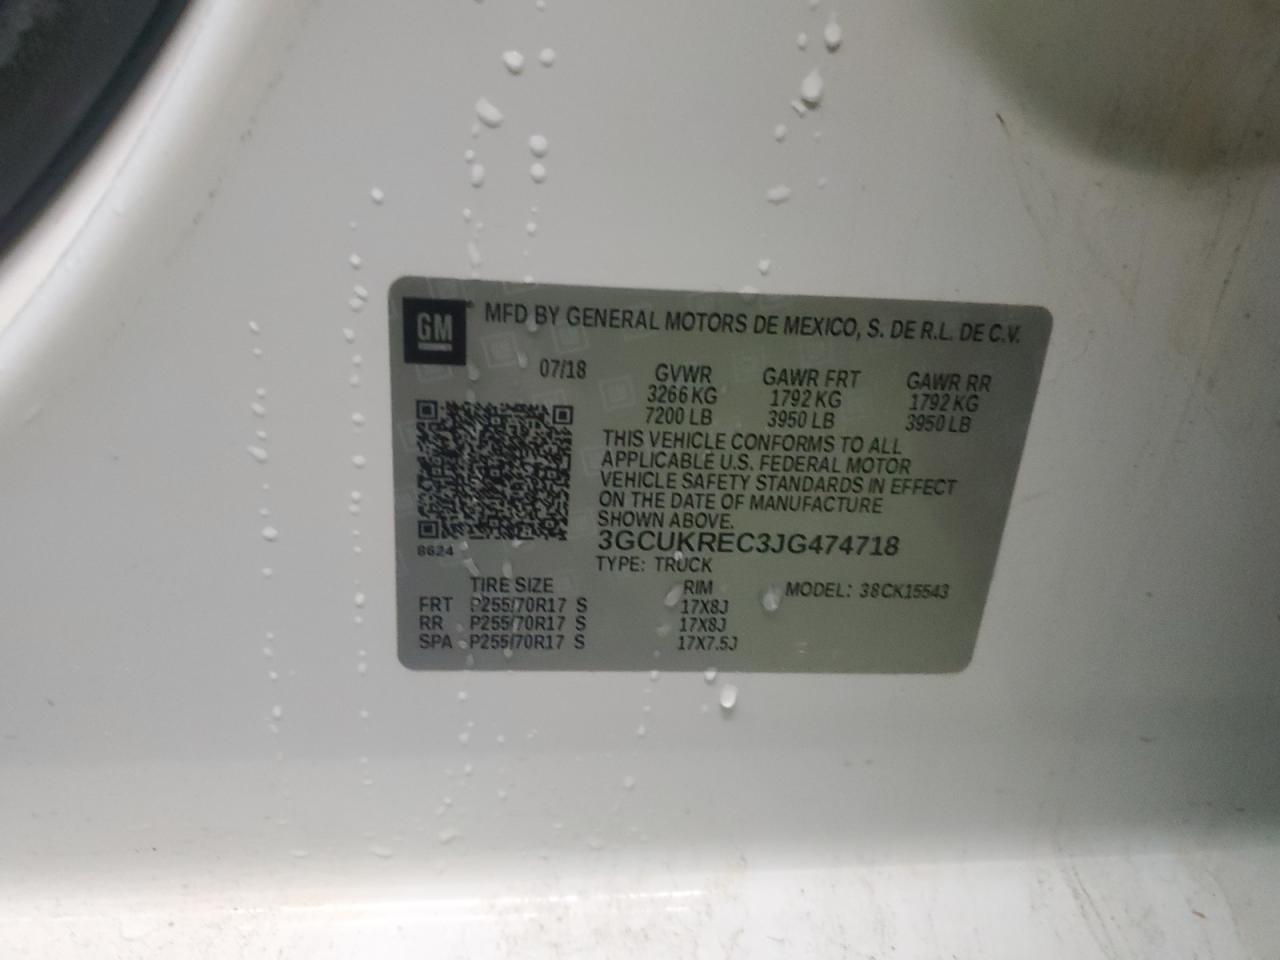 GM
MFD BY GENERAL MOTORS DE MEXICO, S. DE R.L. DE C.V.
07/18 GVWR GAWR FRT GAWR RR
3266 KG 1792 KG 1792 KG
7200 LB 3950 LB 3950 LB
THIS VEHICLE CONFORMS TO ALL
APPLICABLE U.S. FEDERAL MOTOR
VEHICLE SAFETY STANDARDS IN EFFECT
ON THE DATE OF MANUFACTURE
SHOWN ABOVE.
8624
3GCUKREC3JG474718
TYPE: TRUCK
TIRE SIZE RIM MODEL: 38CK15543
FRT P255/70R17 S 17X8J
RR P255/70R17 S 17X8J
SPA P255/70R17 S 17X7.5J